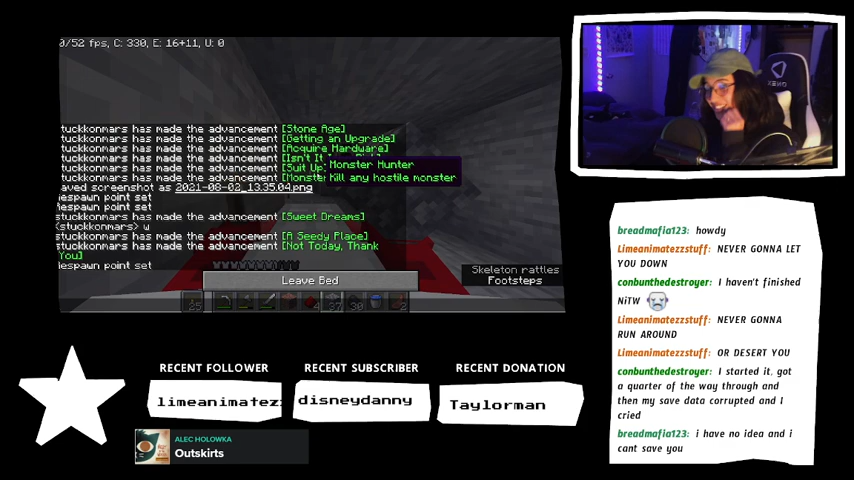 0/52 fps, C: 330, E: 16+11, U: 0
stuckkonmars has made the advancement [Stone Age]
stuckkonmars has made the advancement [Getting an Upgrade]
stuckkonmars has made the advancement [Acquire Hardware]
stuckkonmars has made the advancement [Isn't It
stuckkonmars has made the advancement [Suit Up
stuckkonmars has made the advancement [Monste
Monster Hunter
Kill any hostile monster
aved screenshot as 2021-08-02_13.35.04.png
espawn point set
espawn point set
stuckkonmars has made the advancement [Sweet Dreams]
<stuckkonmars> w
stuckkonmars has made the advancement [A Seedy Place]
stuckkonmars has made the advancement [Not Today, Thank
You]
espawn point set
Leave Bed
Skeleton rattles
Footsteps
25
4
37
30
2
breadmafia123: howdy
Limeanimatezzstuff: NEVER GONNA LET
YOU DOWN
conbunthedestroyer: I haven't finished
NiTW
Limeanimatezzstuff: NEVER GONNA
RUN AROUND
Limeanimatezzstuff: OR DESERT YOU
conbunthedestroyer: I started it, got
a quarter of the way through and
then my save data corrupted and I
cried
breadmafia123: i have no idea and i
cant save you
RECENT FOLLOWER
limeanimatez
RECENT SUBSCRIBER
disneydanny
RECENT DONATION
Taylorman
ALEC HOLOWKA
Outskirts